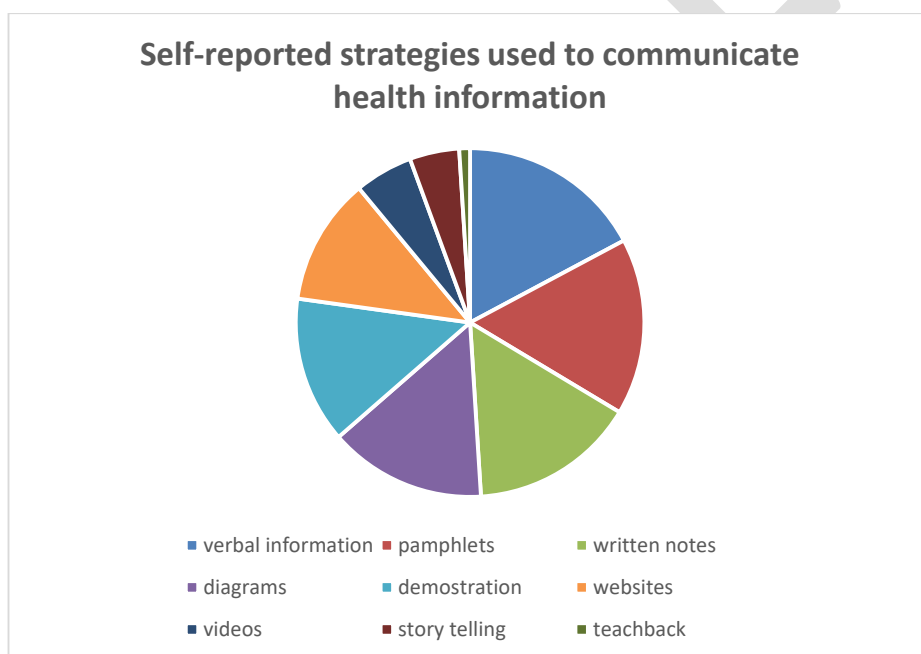 Self-reported strategies used to communicate
health information
verbal information pamphlets written notes
diagrams demostration websites
videos story telling teachback